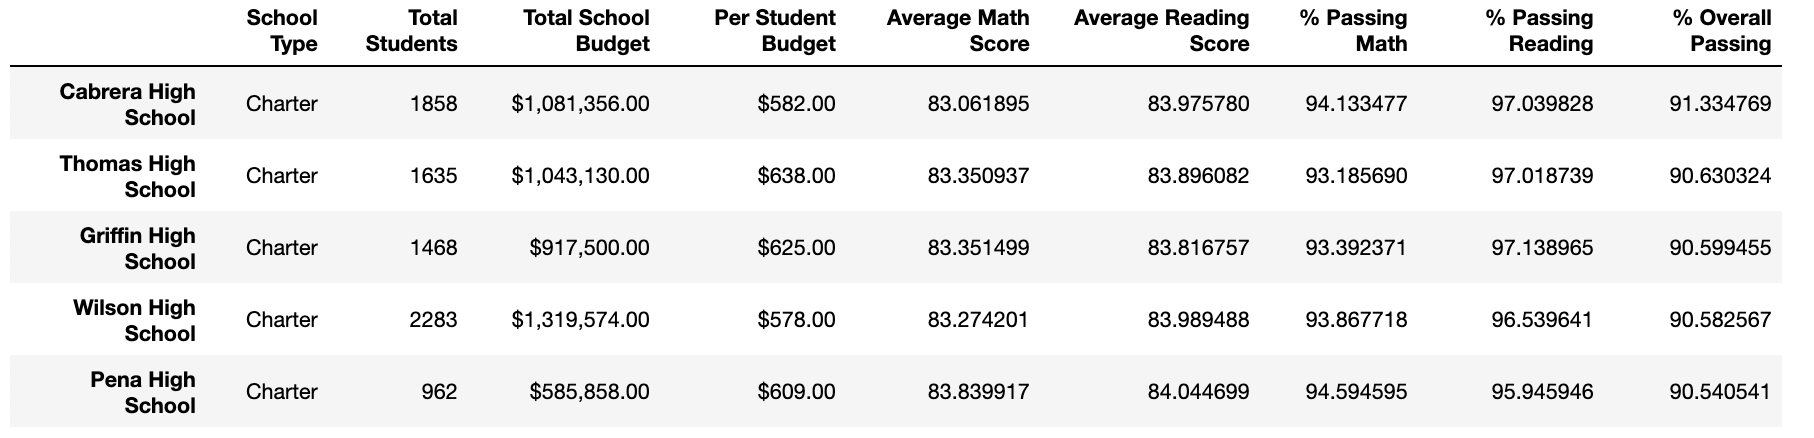 School Total Total School Per Student Average Math Average Reading % Passing % Passing % Overall
Type Students Budget Budget Score Score Math Reading Passing
Cabrera High
School Charter 1858 $1,081,356.00 $582.00 83.061895 83.975780 94.133477 97.039828 91.334769
Thomas High
School Charter 1635 $1,043,130.00 $638.00 83.350937 83.896082 93.185690 97.018739 90.630324
Griffin High
School Charter 1468 $917,500.00 $625.00 83.351499 83.816757 93.392371 97.138965 90.599455
Wilson High
School Charter 2283 $1,319,574.00 $578.00 83.274201 83.989488 93.867718 96.539641 90.582567
Pena High
School Charter 962 $585,858.00 $609.00 83.839917 84.044699 94.594595 95.945946 90.540541